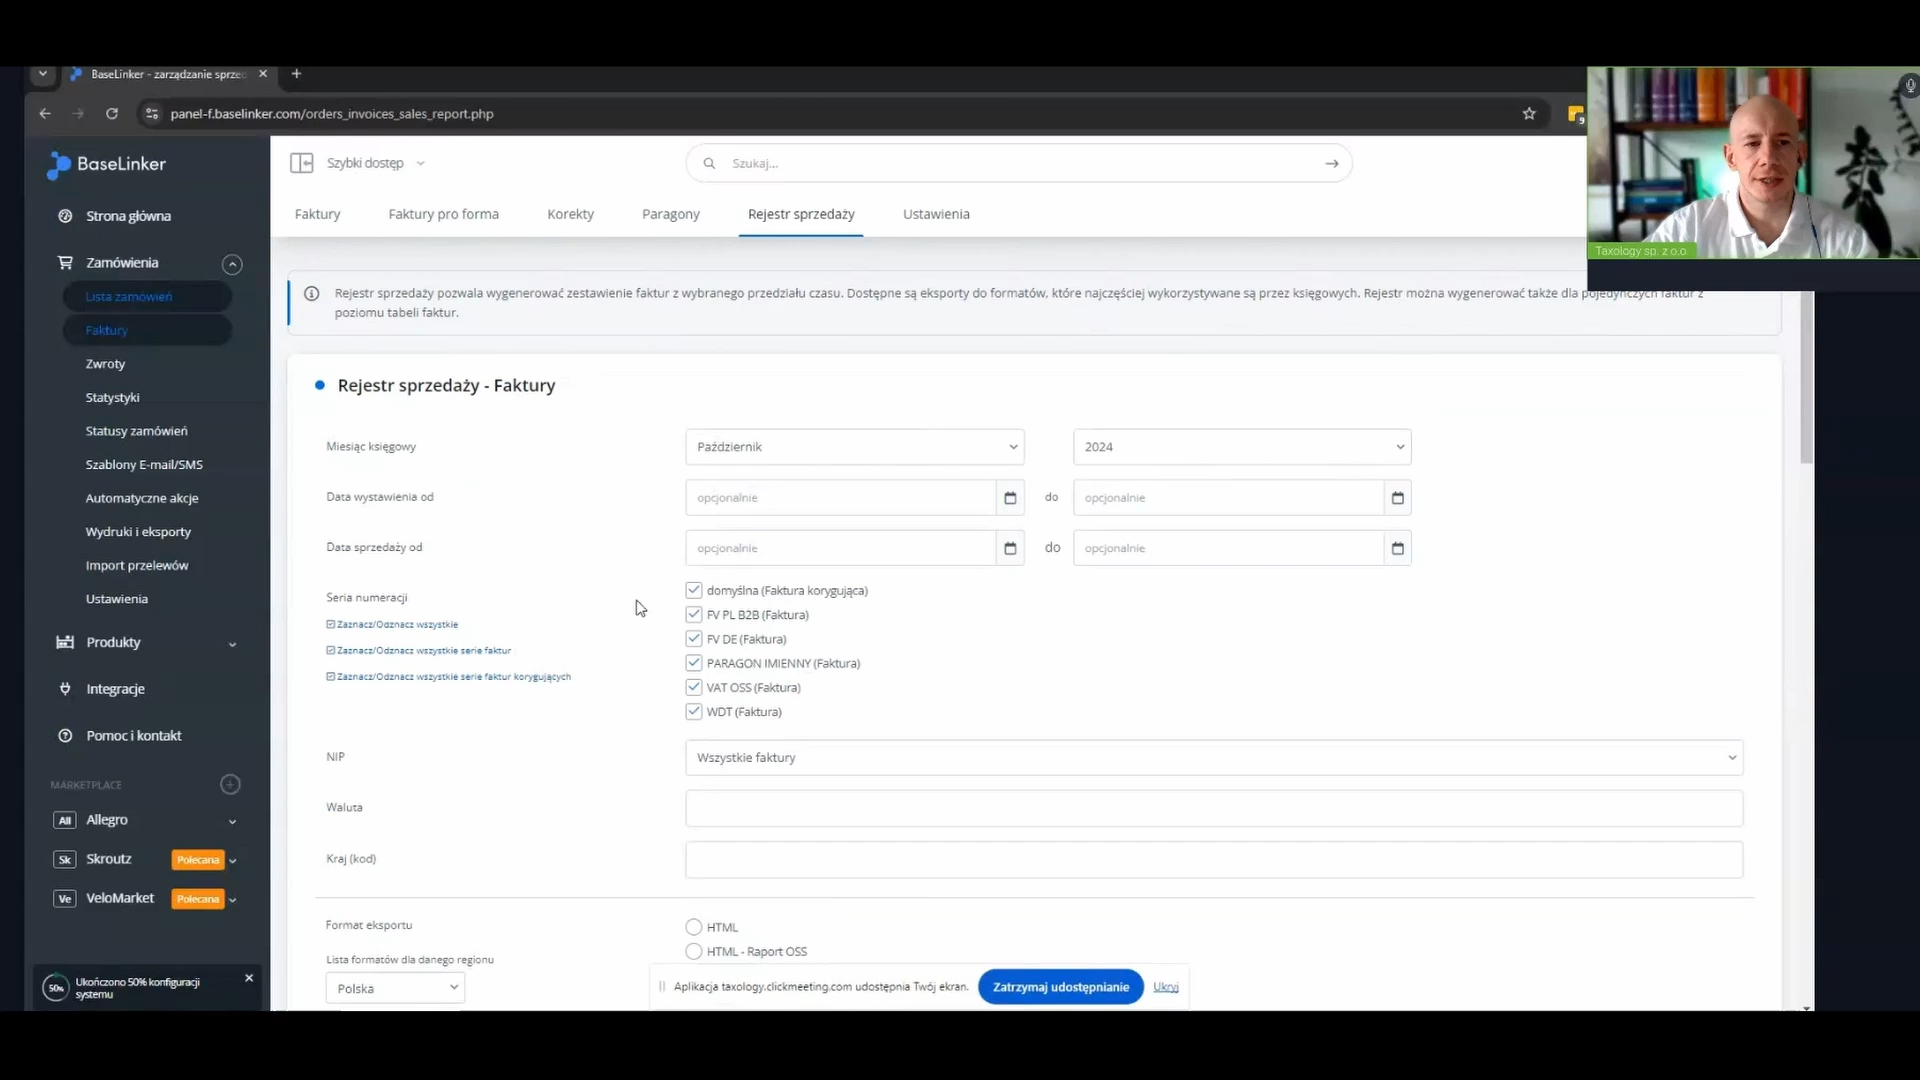 BaseLinker - zarządzanie sprzed
panel-f.baselinker.com/orders_invoices_sales_report.php
9
Taxology sp. z o.o.
BaseLinker
Szybki dostęp
Szukaj...
Faktury
Faktury pro forma
Korekty
Paragony
Rejestr sprzedaży
Ustawienia
Strona główna
Zamówienia
Lista zamówień
Faktury
Zwroty
Statystyki
Statusy zamówień
Szablony E-mail/SMS
Automatyczne akcje
Wydruki i eksporty
Import przelewów
Ustawienia
Produkty
Integracje
Pomoc i kontakt
MARKETPLACE
All Allegro
Sk Skroutz Polecana
Ve VeloMarket Polecana
50% Ukończono 50% konfiguracji
systemu
Rejestr sprzedaży pozwala wygenerować zestawienie faktur z wybranego przedziału czasu. Dostępne są eksporty do formatów, które najczęściej wykorzystywane są przez księgowych. Rejestr można wygenerować także dla pojedynczych faktur z
poziomu tabeli faktur.
Rejestr sprzedaży - Faktury
Miesiąc księgowy
Październik
2024
Data wystawienia od
opcjonalnie
do
opcjonalnie
Data sprzedaży od
opcjonalnie
do
opcjonalnie
Seria numeracji
Zaznacz/Odznacz wszystkie
Zaznacz/Odznacz wszystkie serie faktur
Zaznacz/Odznacz wszystkie serie faktur korygujących
domyślna (Faktura korygująca)
FV PL B2B (Faktura)
FV DE (Faktura)
PARAGON IMIENNY (Faktura)
VAT OSS (Faktura)
WDT (Faktura)
NIP
Wszystkie faktury
Waluta
Kraj (kod)
Format eksportu
HTML
HTML - Raport OSS
Lista formatów dla danego regionu
Polska
Aplikacja taxology.clickmeeting.com udostępnia Twój ekran.
Zatrzymaj udostępnianie
Ukryj